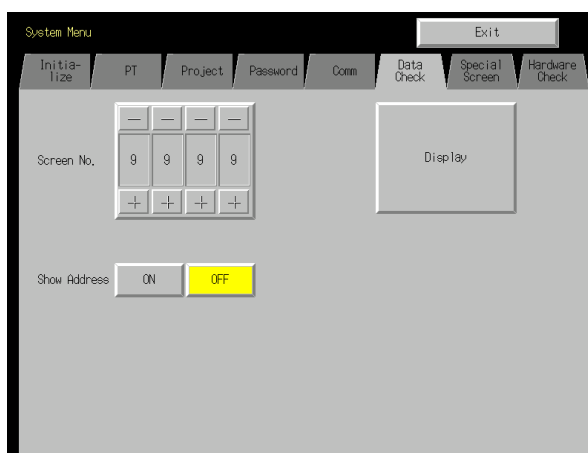 System Menu
Exit
Initia-
lize
PT
Project
Password
Comm
Data
Check
Special
Screen
Hardware
Check
— — — —
Screen No.
9 9 9 9
+ + + +
Display
Show Address
ON
OFF